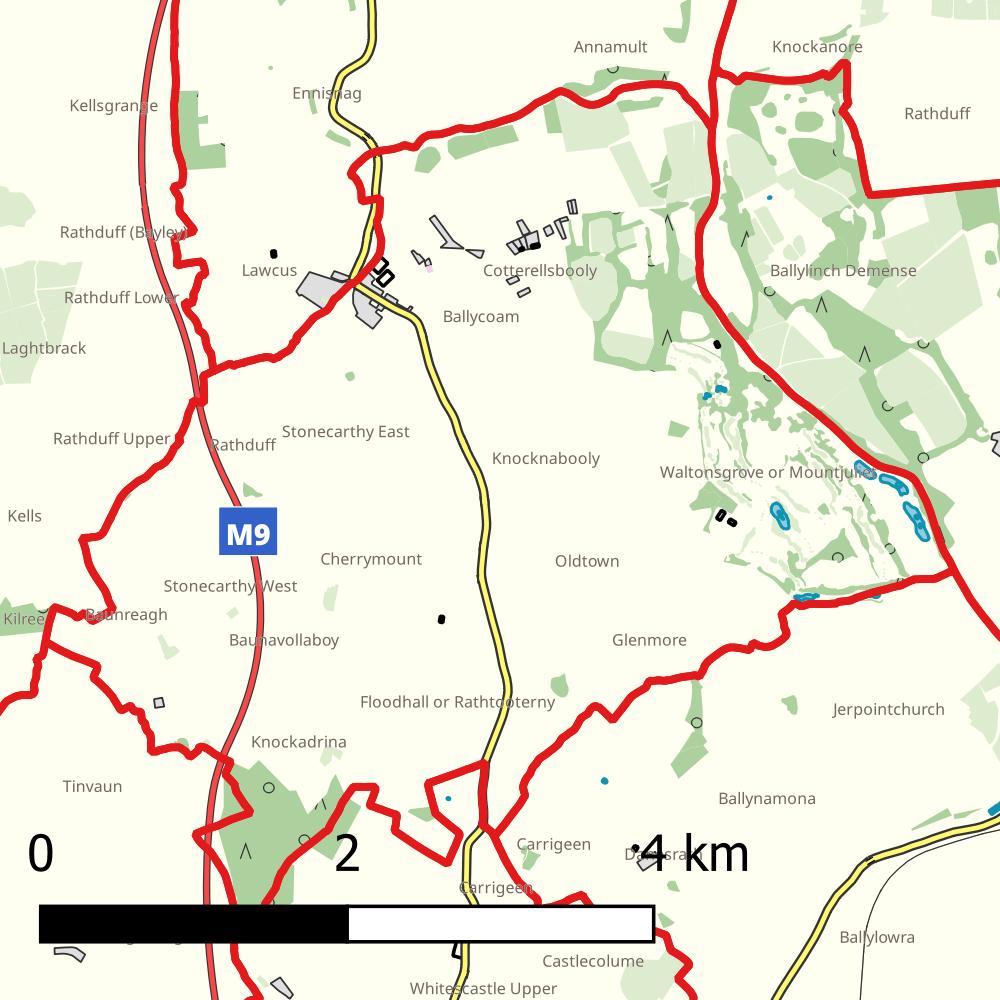 Annamult
Knockanore
Ennisnag
Kellsgrange
Rathduff
Rathduff (Bayley)
Lawcus
Cotterellsbooly
Ballylinch Demense
Rathduff Lower
Ballycoam
Laghtbrack
Stonecarthy East
Rathduff Upper
Rathduff
Knocknabooly
Waltonsgrove or Mountjuliet
Kells
M9
Cherrymount
Oldtown
Stonecarthy West
Baunreagh
Kilree
Baunavollaboy
Glenmore
Floodhall or Rathtooterny
Jerpointchurch
Knockadrina
Tinvaun
Ballynamona
Carrigeen
0
2
4 km
Carrigeen
Ballylowra
Castlecolume
Whitescastle Upper